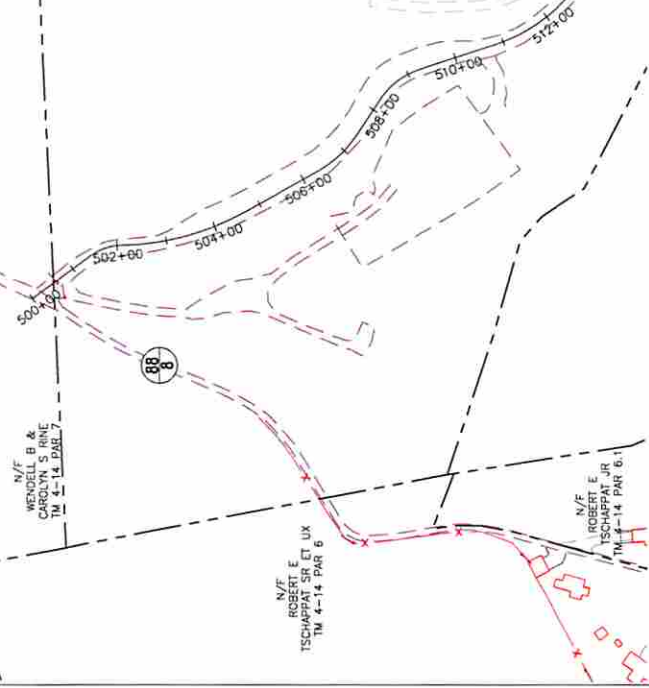 512+00
510+00
508+00
506+00
504+00
502+00
500+00
88
8
N/F
WENDELL B &
CAROLYN S RINE
TM 4-14 PAR 7
N/F
ROBERT E
TSCHAPPAT SR ET UX
TM 4-14 PAR 6
N/F
ROBERT E
TSCHAPPAT JR
TM 4-14 PAR 6.1